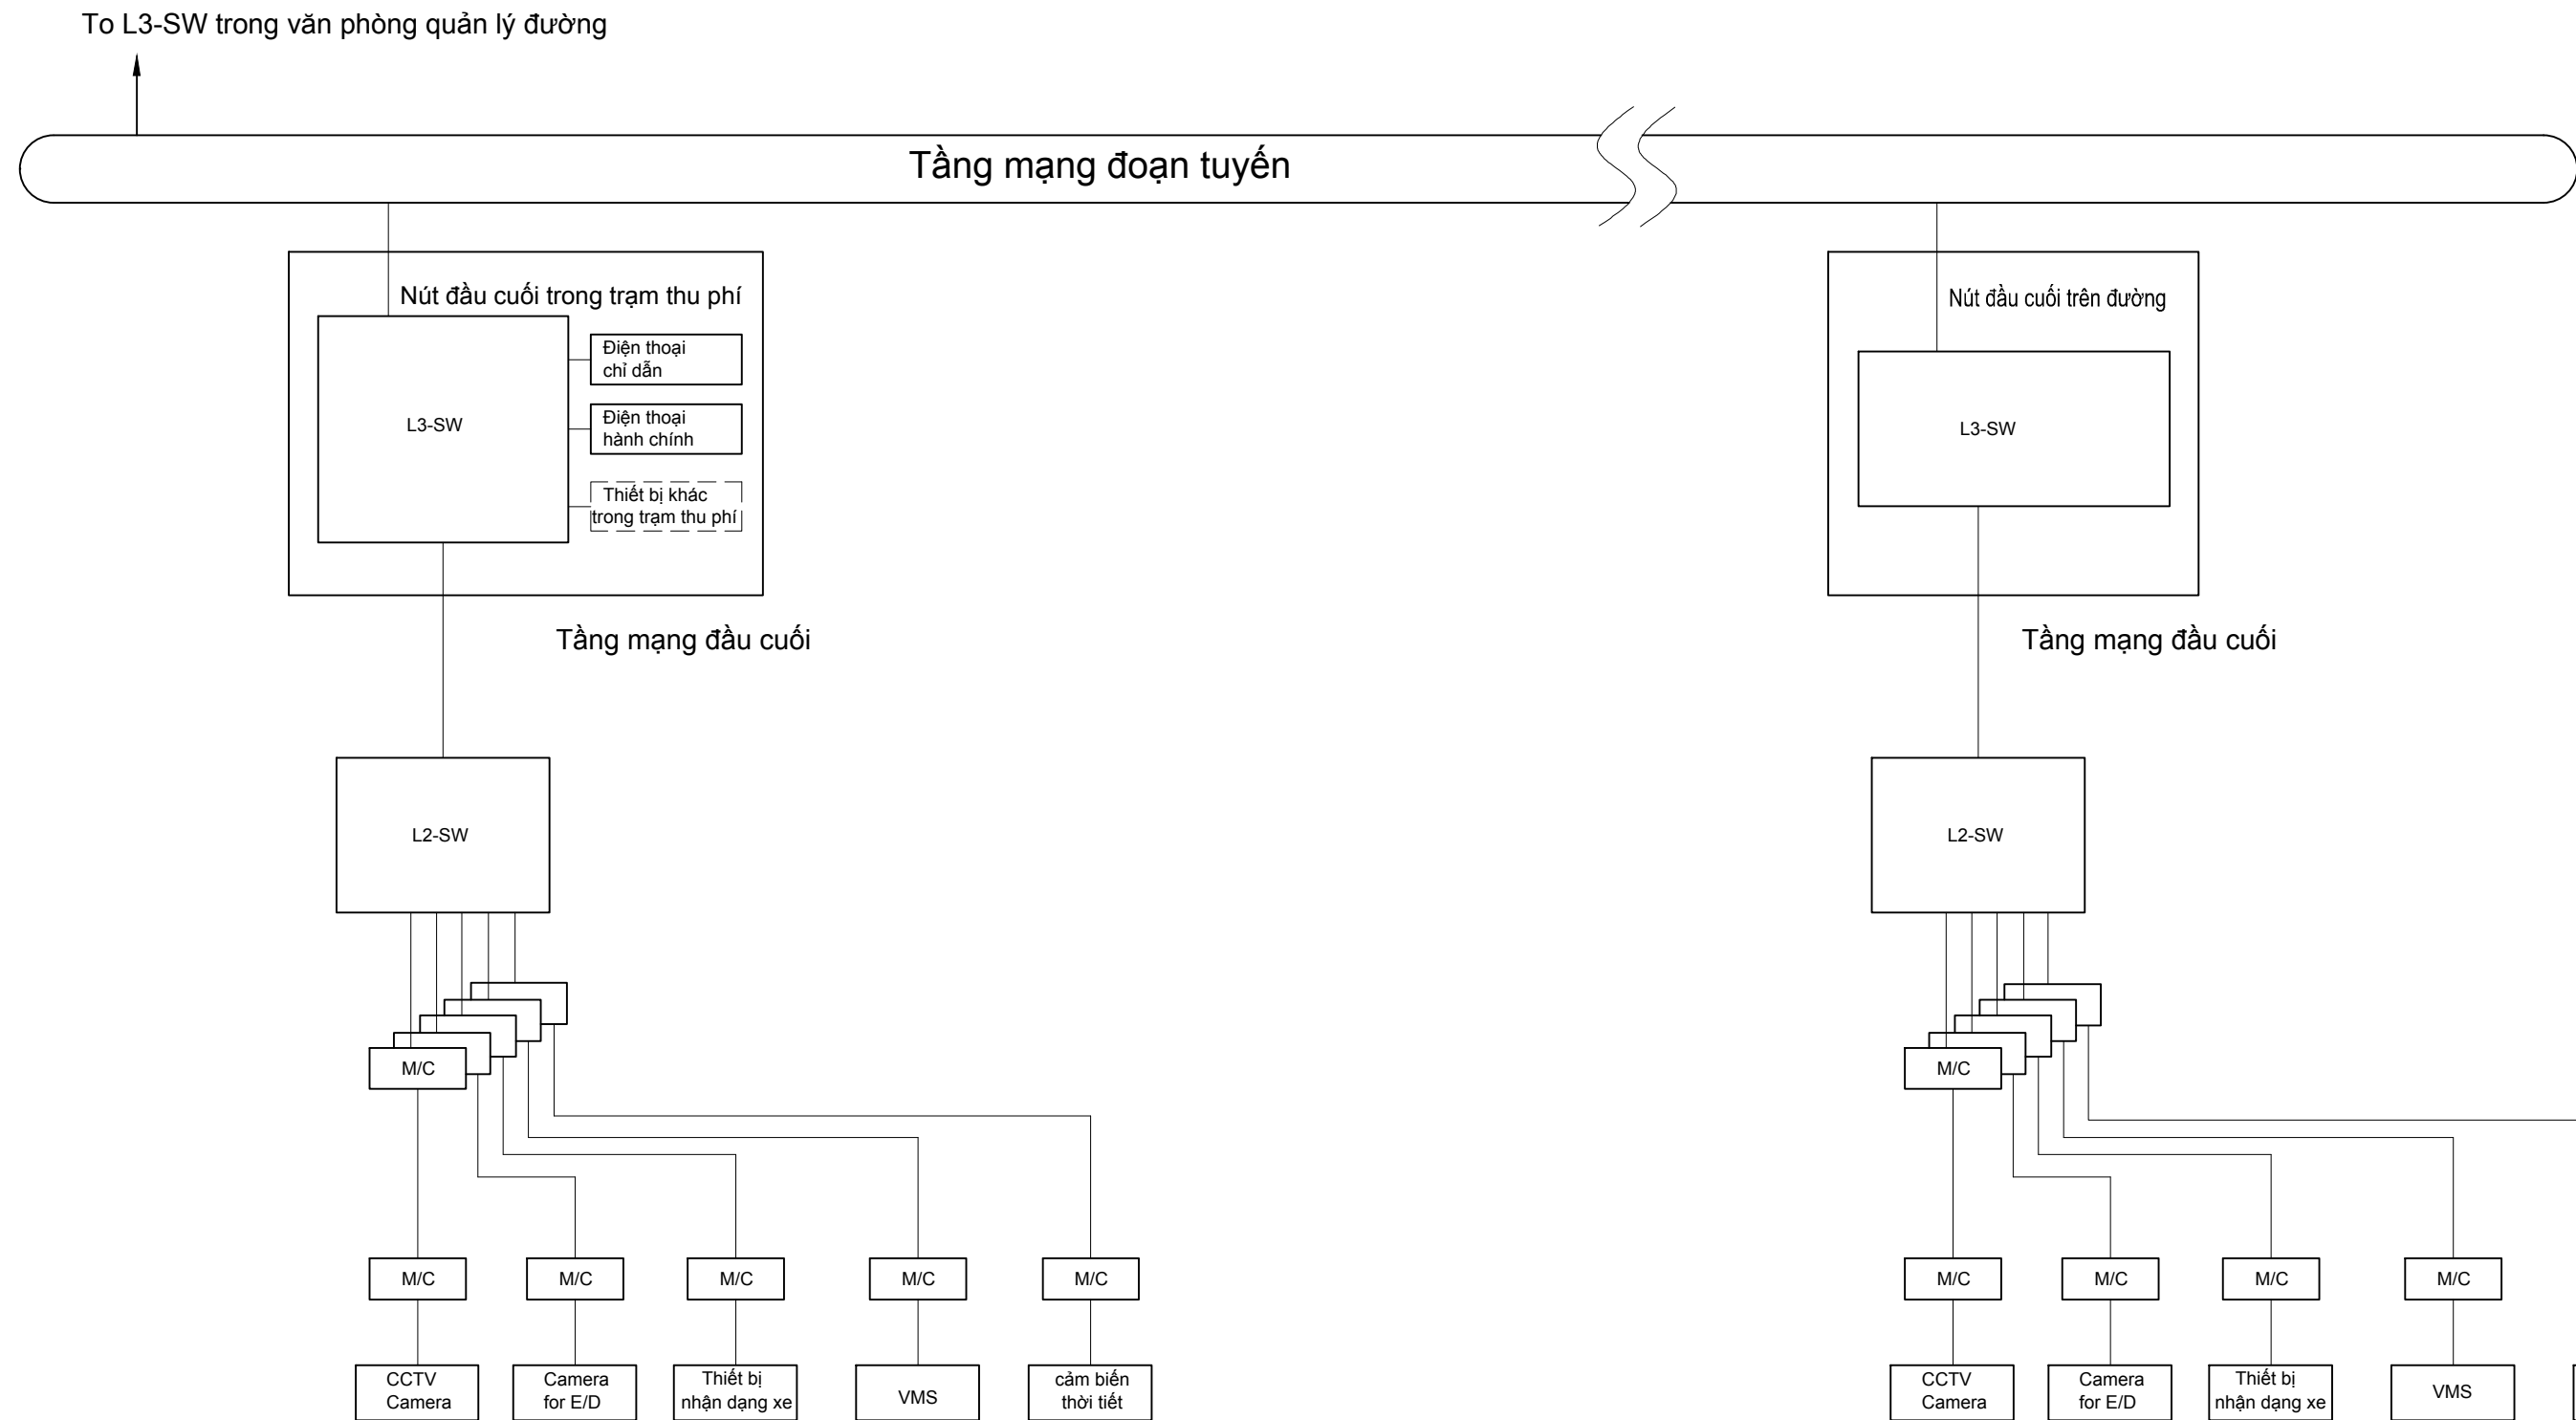 To L3-SW trong văn phòng quản lý đường
Tầng mạng đoạn tuyến
Nút đầu cuối trong trạm thu phí
L3-SW
Điện thoại
chỉ dẫn
Điện thoại
hành chính
Thiết bị khác
trong trạm thu phí
Nút đầu cuối trên đường
L3-SW
Tầng mạng đầu cuối
Tầng mạng đầu cuối
L2-SW
L2-SW
M/C
M/C
M/C
M/C
M/C
M/C
M/C
M/C
M/C
M/C
M/C
CCTV
Camera
Camera
for E/D
Thiết bị
nhận dạng xe
VMS
cảm biến
thời tiết
CCTV
Camera
Camera
for E/D
Thiết bị
nhận dạng xe
VMS